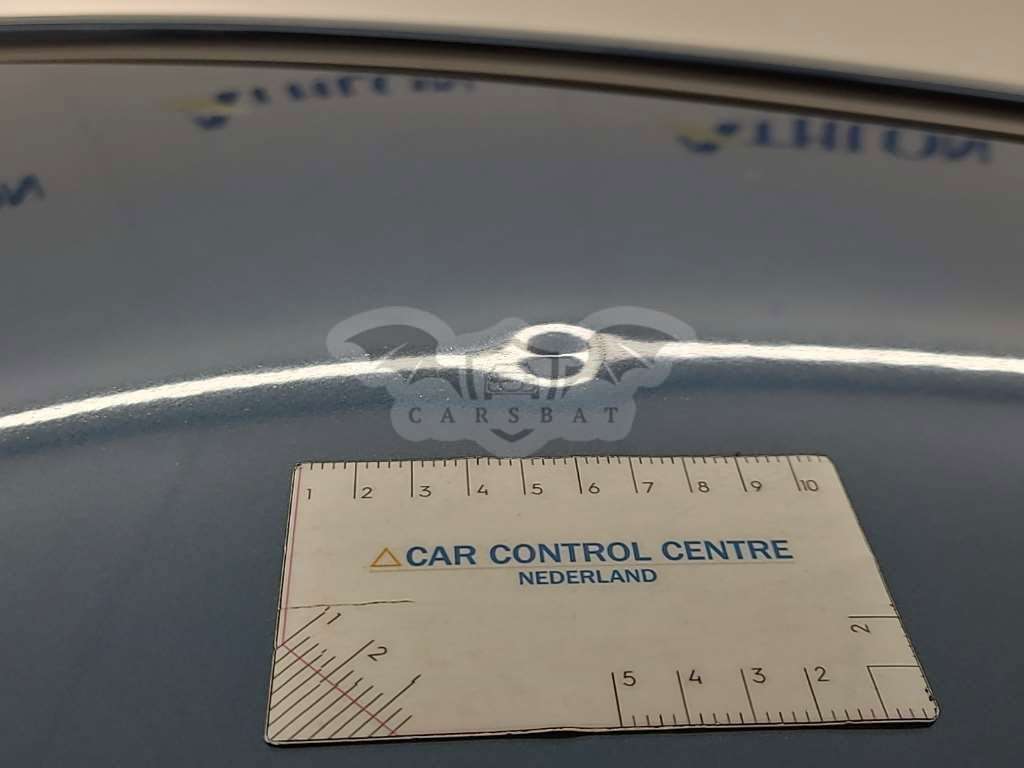 CARSBAT
1 2 3 4 5 6 7 8 9 10
CAR CONTROL CENTRE
NEDERLAND
1
2
2
5 4 3 2